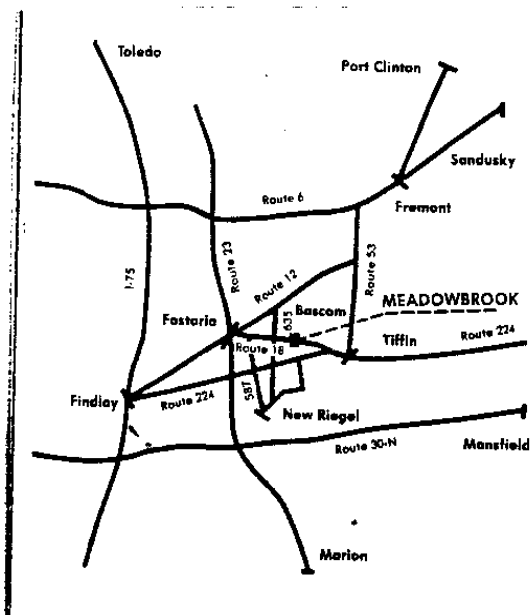 Toledo
Port Clinton
Sandusky
Route 6
Fremont
I-75
Route 23
Route 12
Route 53
Bascom
MEADOWBROOK
Fostoria
635
Route 18
Tiffin
Route 224
Findlay
Route 224
587
New Riegel
Route 30-N
Mansfield
Marion